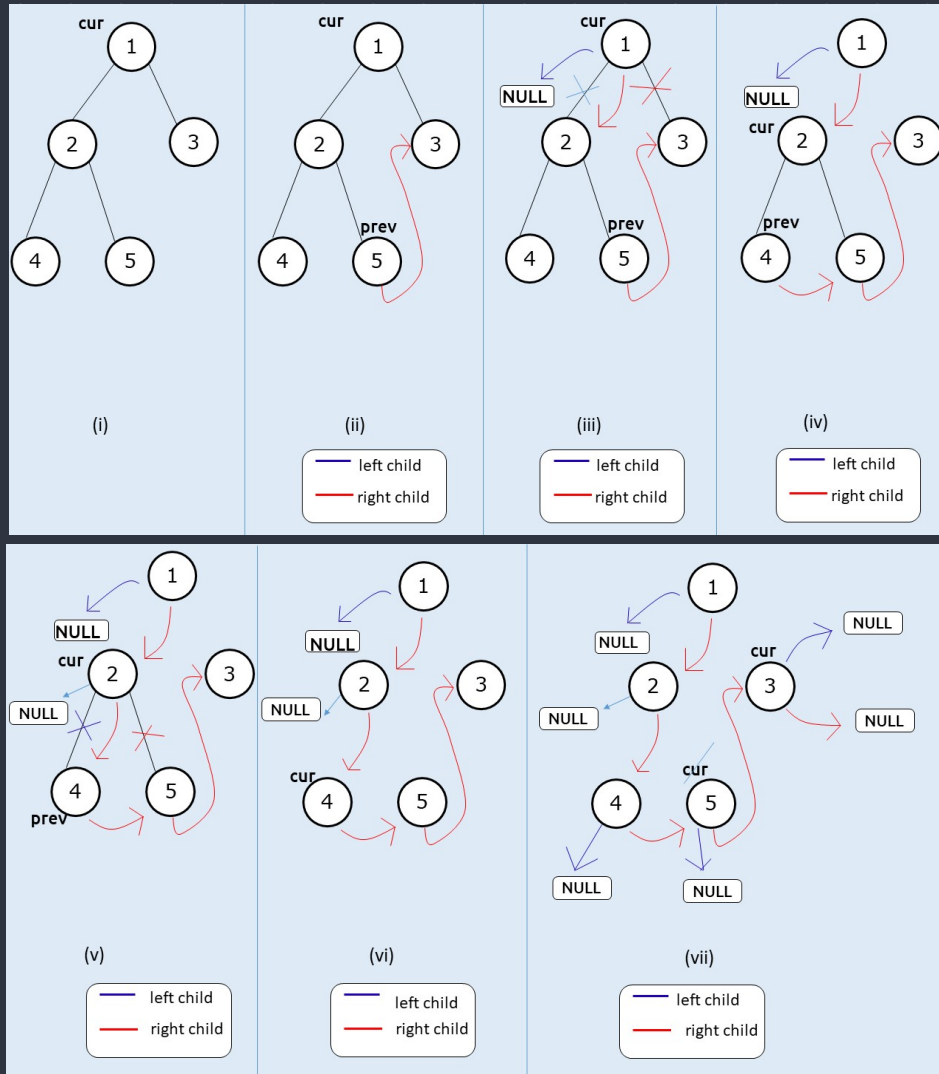 cur
1
2
3
4
5
(i)
cur
1
2
3
prev
4
5
(ii)
left child
right child
cur
1
NULL
2
3
prev
4
5
(iii)
left child
right child
1
NULL
cur
2
3
prev
4
5
(iv)
left child
right child
1
NULL
cur
2
3
NULL
4
5
prev
(v)
left child
right child
1
NULL
2
3
NULL
cur
4
5
(vi)
left child
right child
1
NULL
NULL
cur
2
3
NULL
NULL
cur
4
5
NULL
NULL
(vii)
left child
right child